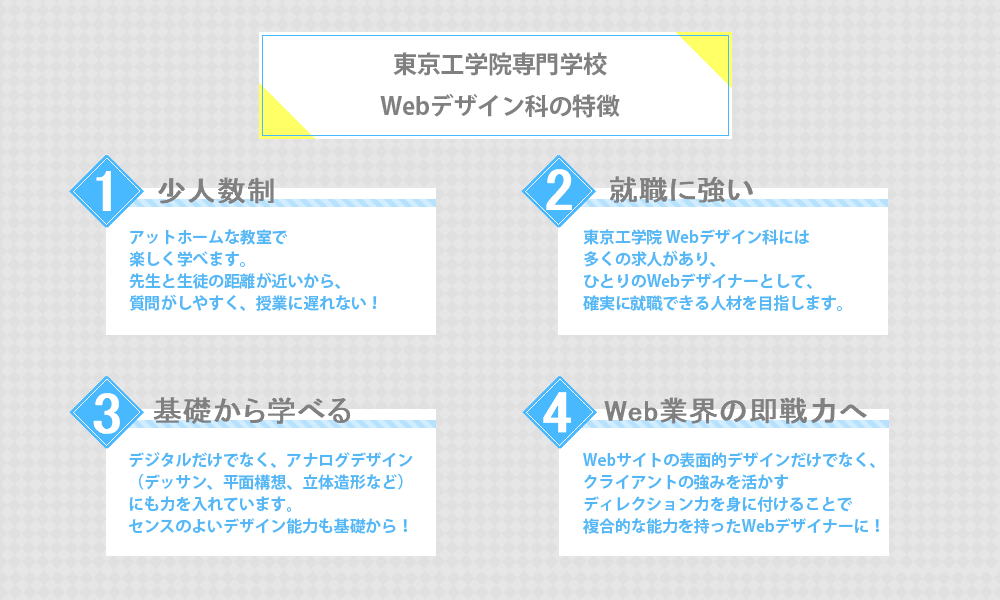 東京工学院専門学校
Webデザイン科の特徴
1 少人数制
アットホームな教室で
楽しく学べます。
先生と生徒の距離が近いから、
質問がしやすく、授業に遅れない！
2 就職に強い
東京工学院 Webデザイン科には
多くの求人があり、
ひとりのWebデザイナーとして、
確実に就職できる人材を目指します。
3 基礎から学べる
デジタルだけでなく、アナログデザイン
（デッサン、平面構想、立体造形など）
にも力を入れています。
センスのよいデザイン能力も基礎から！
4 Web業界の即戦力へ
Webサイトの表面的デザインだけでなく、
クライアントの強みを活かす
ディレクション力を身に付けることで
複合的な能力を持ったWebデザイナーに！